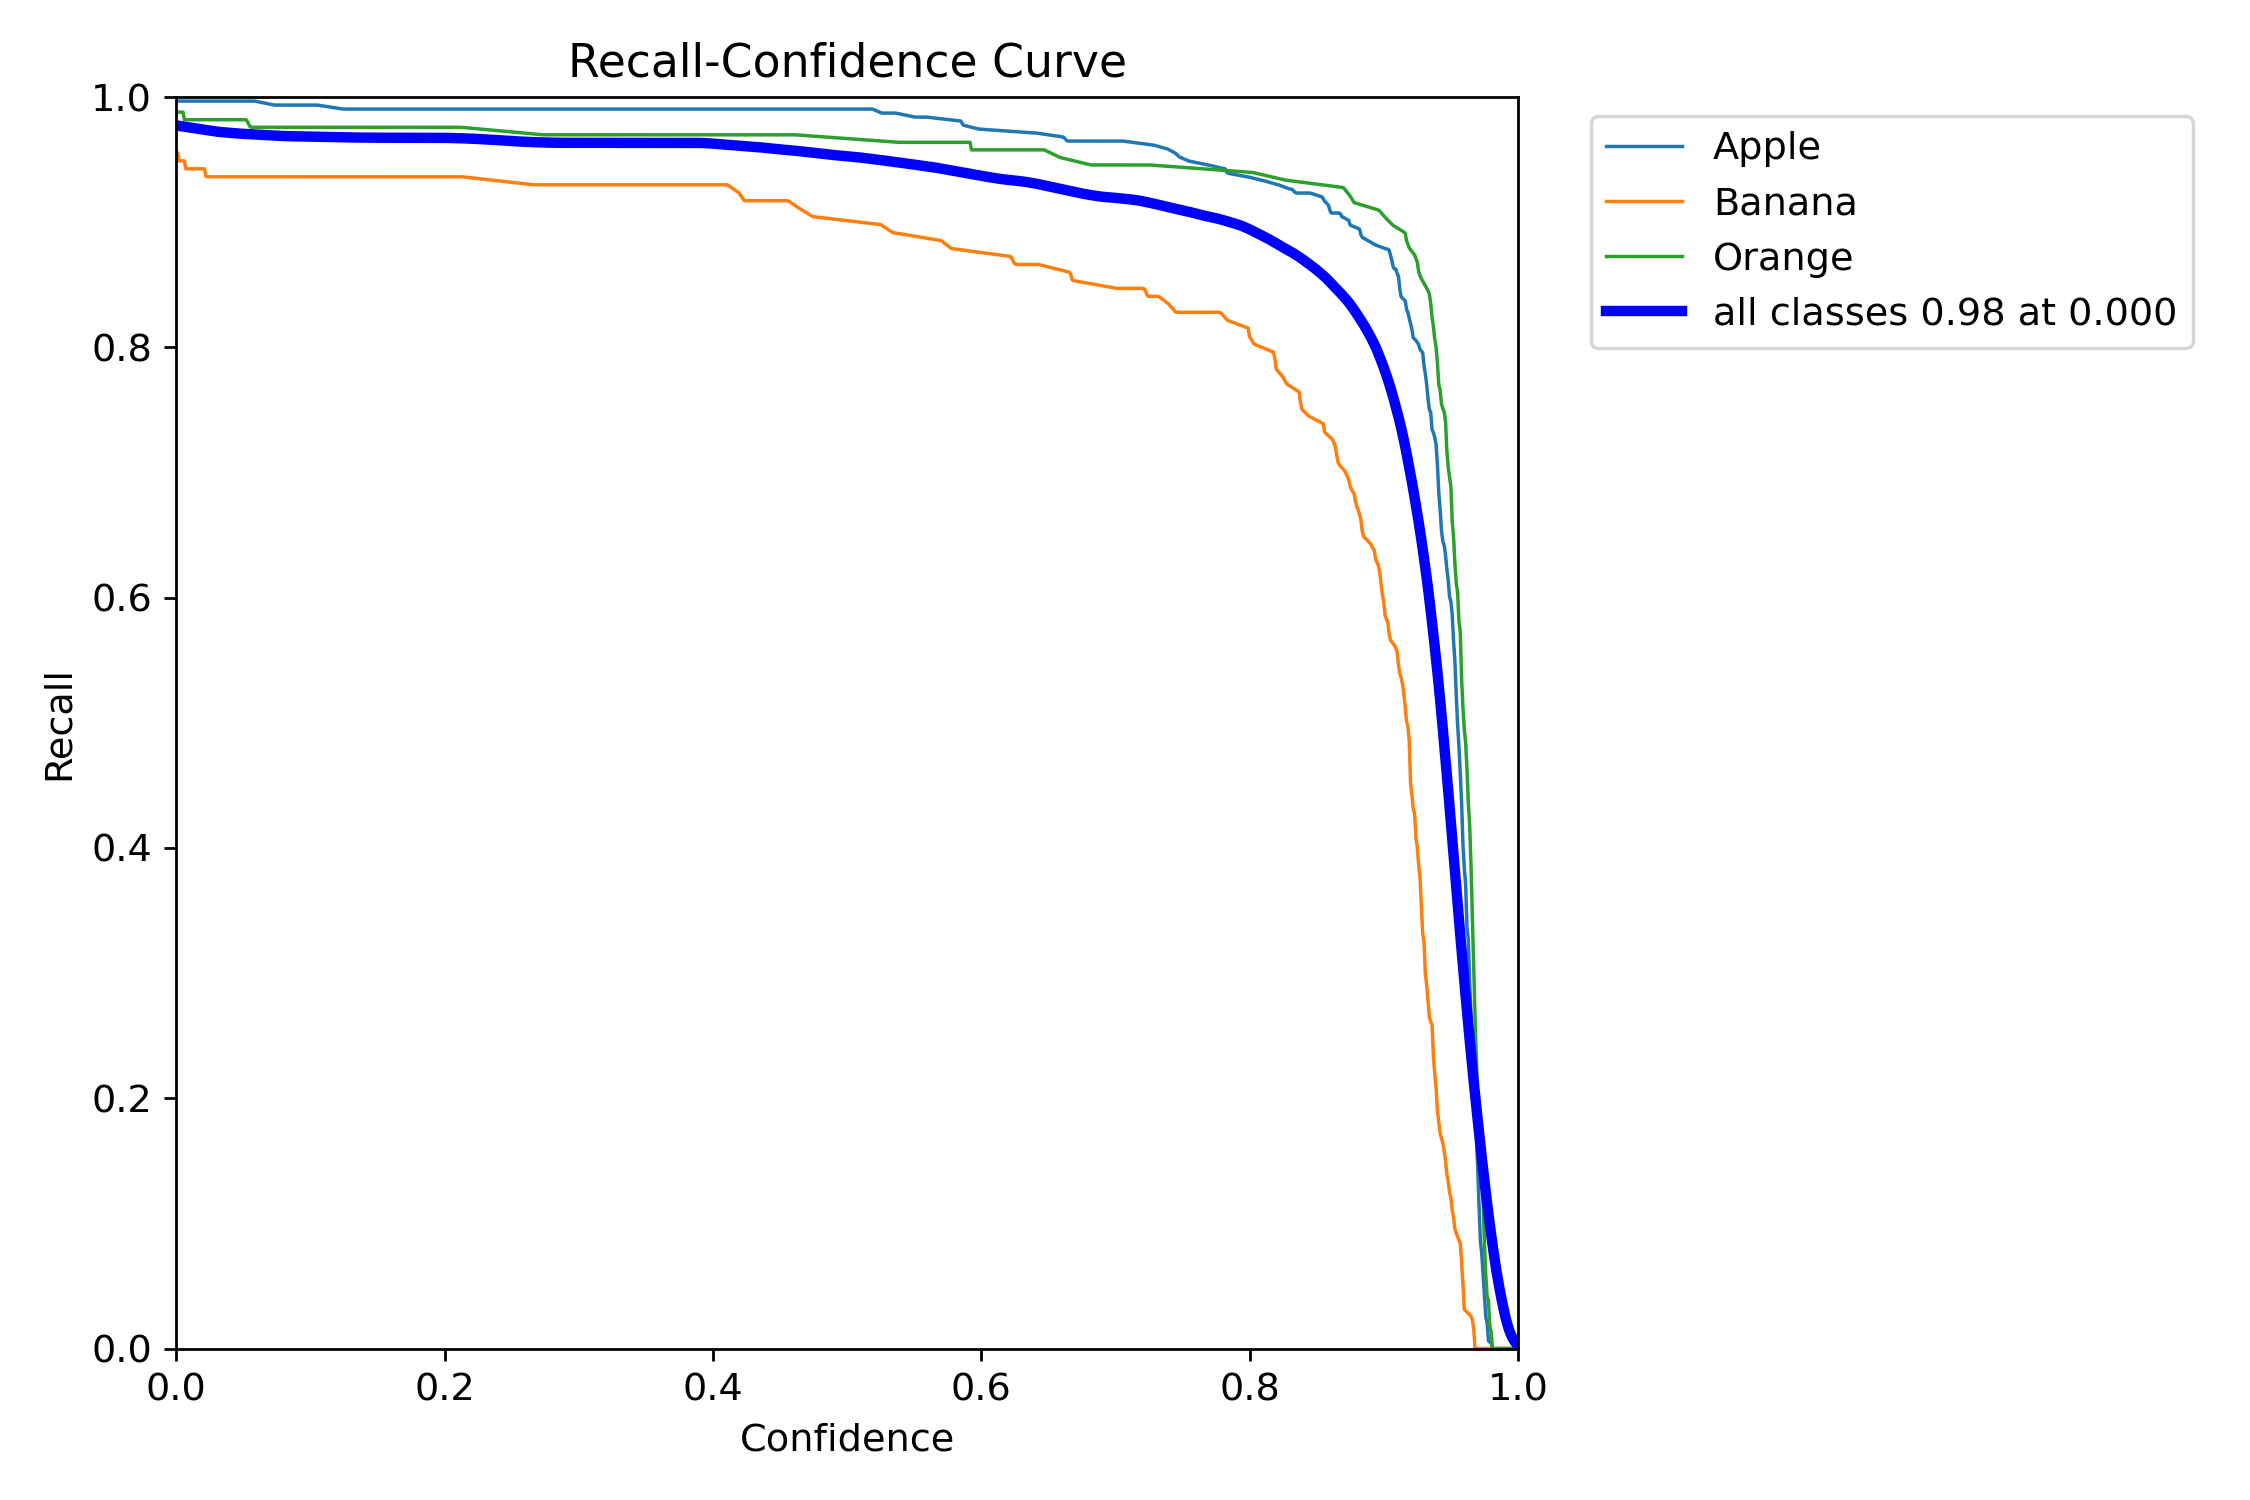 Recall-Confidence Curve
1.0
0.8
0.6
0.4
0.2
0.0
Recall
0.0 0.2 0.4 0.6 0.8 1.0
Confidence
Apple
Banana
Orange
all classes 0.98 at 0.000